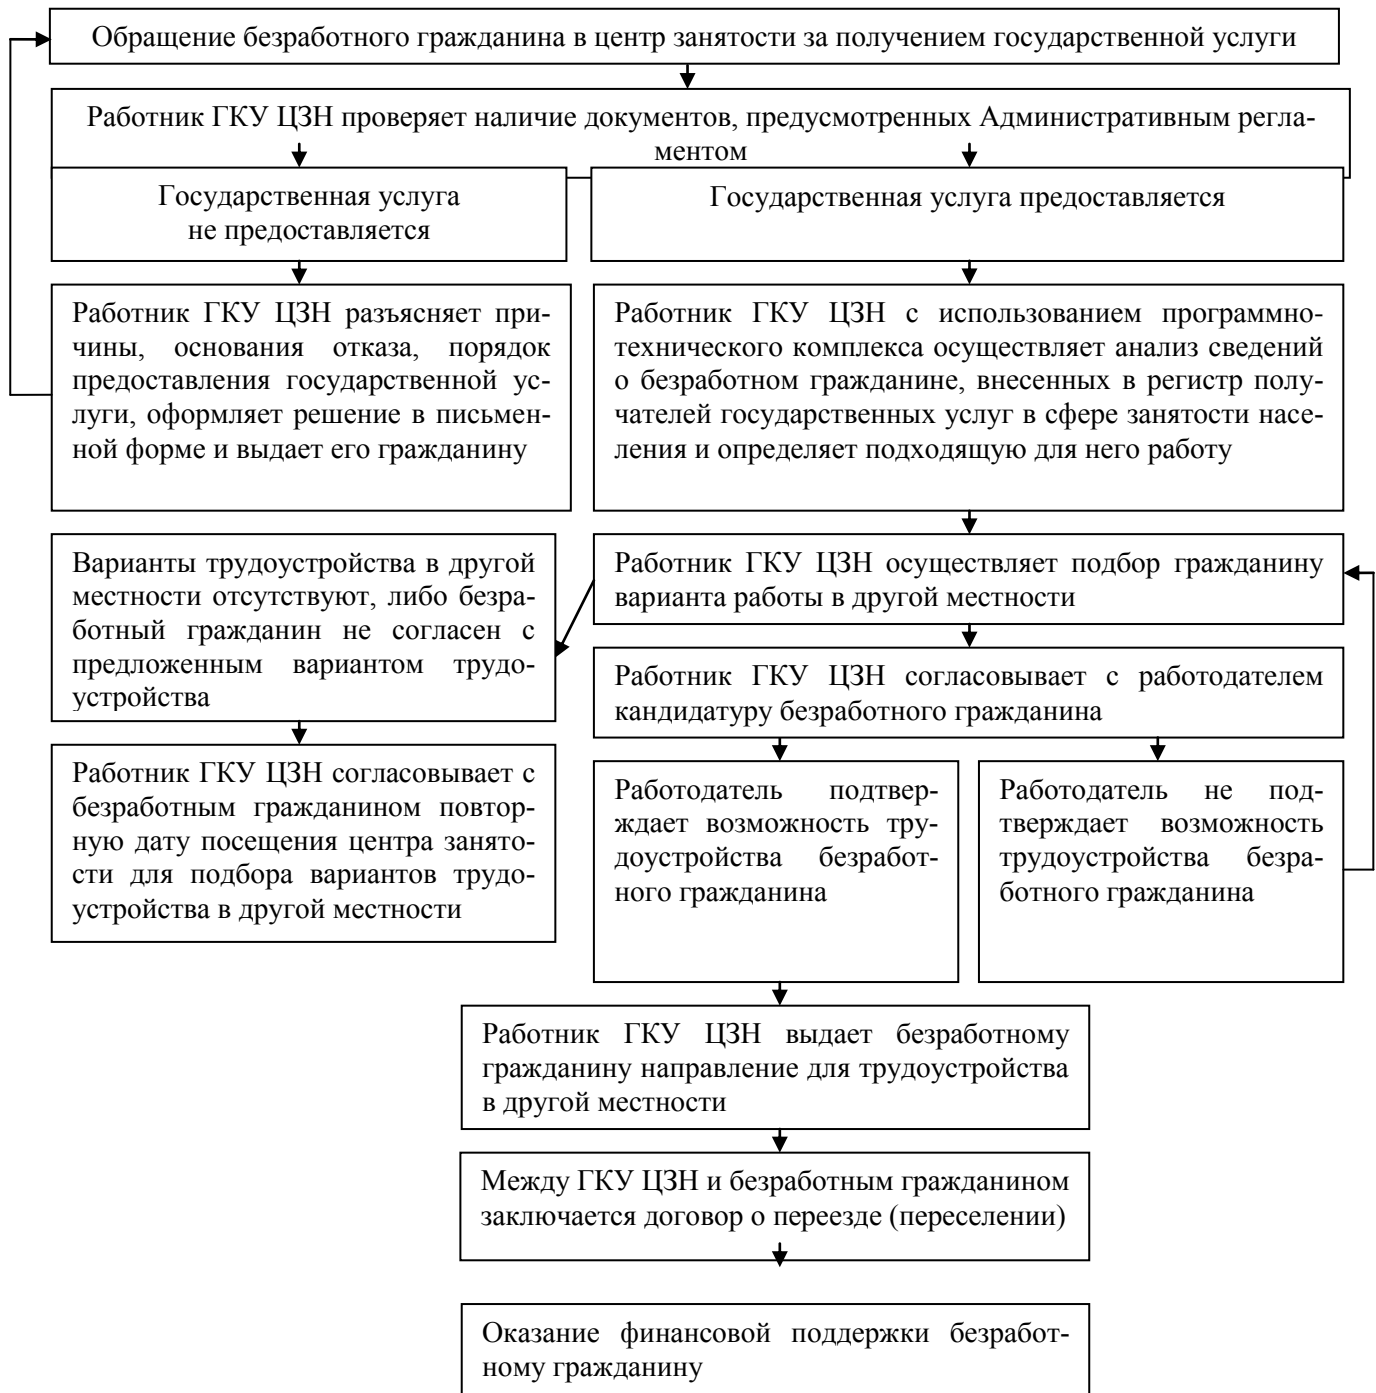 Обращение безработного гражданина в центр занятости за получением государственной услуги
Работник ГКУ ЦЗН проверяет наличие документов, предусмотренных Административным регла-
ментом
Государственная услуга
не предоставляется
Государственная услуга предоставляется
Работник ГКУ ЦЗН разъясняет при-
чины, основания отказа, порядок
предоставления государственной ус-
луги, оформляет решение в письмен-
ной форме и выдает его гражданину
Работник ГКУ ЦЗН с использованием программно-
технического комплекса осуществляет анализ сведений
о безработном гражданине, внесенных в регистр полу-
чателей государственных услуг в сфере занятости насе-
ления и определяет подходящую для него работу
Варианты трудоустройства в другой
местности отсутствуют, либо безра-
ботный гражданин не согласен с
предложенным вариантом трудо-
устройства
Работник ГКУ ЦЗН осуществляет подбор гражданину
варианта работы в другой местности
Работник ГКУ ЦЗН согласовывает с работодателем
кандидатуру безработного гражданина
Работник ГКУ ЦЗН согласовывает с
безработным гражданином повтор-
ную дату посещения центра занято-
сти для подбора вариантов трудо-
устройства в другой местности
Работодатель подтвер-
ждает возможность тру-
доустройства безработ-
ного гражданина
Работодатель не под-
тверждает возможность
трудоустройства безра-
ботного гражданина
Работник ГКУ ЦЗН выдает безработному
гражданину направление для трудоустройства
в другой местности
Между ГКУ ЦЗН и безработным гражданином
заключается договор о переезде (переселении)
Оказание финансовой поддержки безработ-
ному гражданину